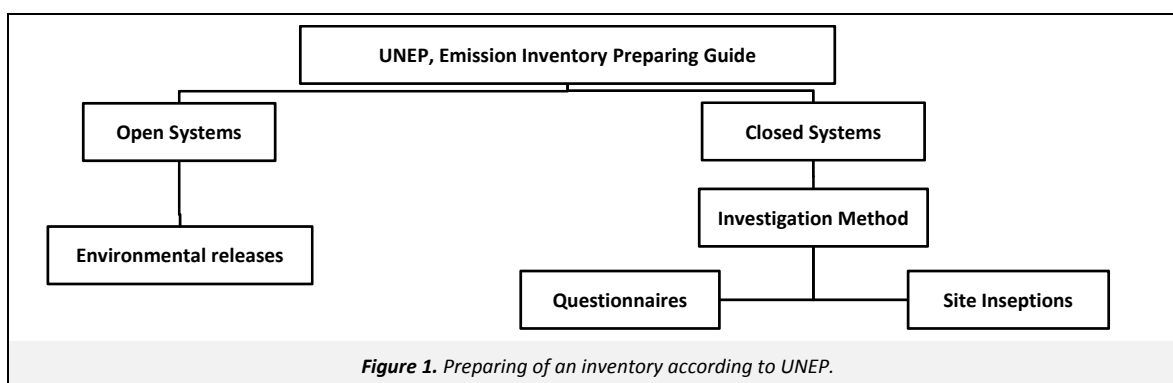 UNEP, Emission Inventory Preparing Guide
Open Systems
Closed Systems
Investigation Method
Environmental releases
Questionnaires
Site Inseptions
Figure 1. Preparing of an inventory according to UNEP.